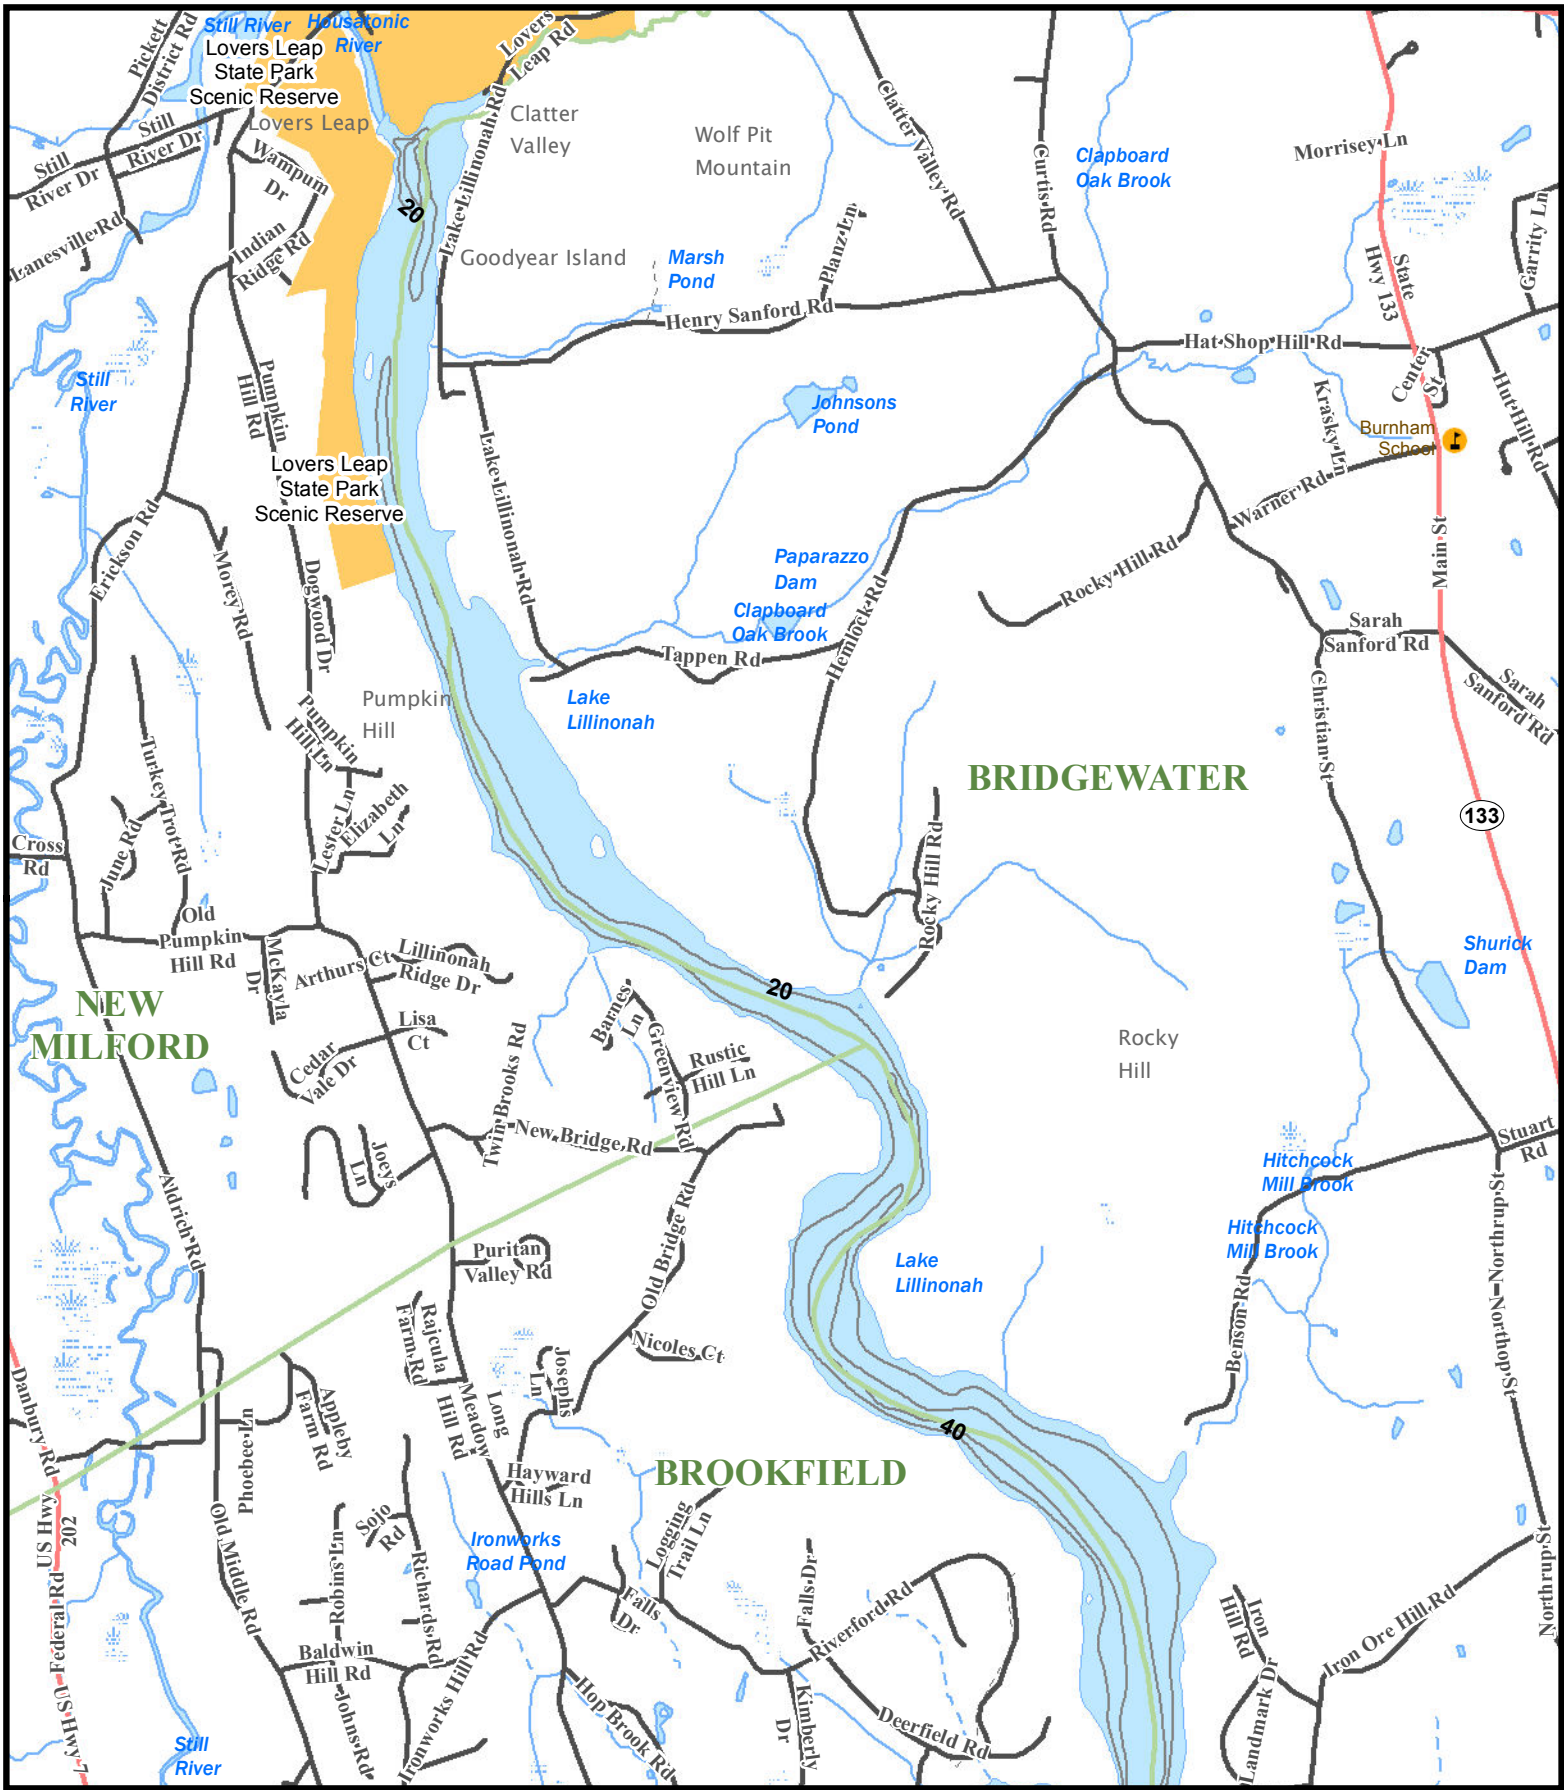 Pickett
District Rd
Still River
Housatonic
River
Lovers Leap
State Park
Scenic Reserve
Lovers Leap
Lovers
Leap Rd
Still
River Dr
Still
River Dr
Wampum
Dr
Lanesville Rd
Indian
Ridge Rd
20
Lake Lillinonah Rd
Clatter
Valley
Wolf Pit
Mountain
Goodyear Island
Marsh
Pond
Planz Ln
Henry Sanford Rd
Clatter Valley Rd
Curtis Rd
Clapboard
Oak Brook
Morrisey Ln
State
Hwy 133
Garrity Ln
Hat Shop Hill Rd
Center
St
Hut Hill Rd
Krasky Ln
Burnham
School
Warner Rd
Main St
Still
River
Pumpkin
Hill Rd
Lovers Leap
State Park
Scenic Reserve
Lake Lillinonah Rd
Johnsons
Pond
Erickson Rd
Morey Rd
Dogwood Dr
Paparazzo
Dam
Clapboard
Oak Brook
Hemlock Rd
Rocky Hill Rd
Tappen Rd
Sarah
Sanford Rd
Sarah
Sanford Rd
Christian St
Pumpkin
Hill
Lake
Lillinonah
Pumpkin
Hill Ln
Turkey Trot Rd
BRIDGEWATER
133
June Rd
Lester Ln
Elizabeth
Ln
Cross
Rd
Rocky Hill Rd
Old
Pumpkin
Hill Rd
McKayla
Dr
Arthurs Ct
Lillinonah
Ridge Dr
Shurick
Dam
NEW
MILFORD
Lisa
Ct
20
Barnes
Ln
Greenview Rd
Rustic
Hill Ln
Rocky
Hill
Cedar
Vale Dr
Twin Brooks Rd
New Bridge Rd
Joeys
Ln
Stuart
Rd
Hitchcock
Mill Brook
Hitchcock
Mill Brook
Aldrich Rd
Old Bridge Rd
Puritan
Valley Rd
Lake
Lillinonah
N Northrup St
Northrop St
Benson Rd
Rajcula
Farm Rd
Nicoles Ct
Josephs
Ln
Danbury Rd
Appleby
Farm Rd
Phoebee Ln
Long
Meadow
Hill Rd
40
Hayward
Hills Ln
BROOKFIELD
US Hwy
202
Old Middle Rd
Sojo
Rd
Robins Ln
Richards Rd
Ironworks
Road Pond
Logging
Trail Ln
Falls
Dr
Falls Dr
Riverford Rd
Northrup St
Iron
Hill Rd
Iron Ore Hill Rd
Federal Rd
US Hwy 7
Baldwin
Hill Rd
Johns Rd
Ironworks Hill Rd
Hop Brook Rd
Kimberly
Dr
Deerfield Rd
Landmark Dr
Still
River